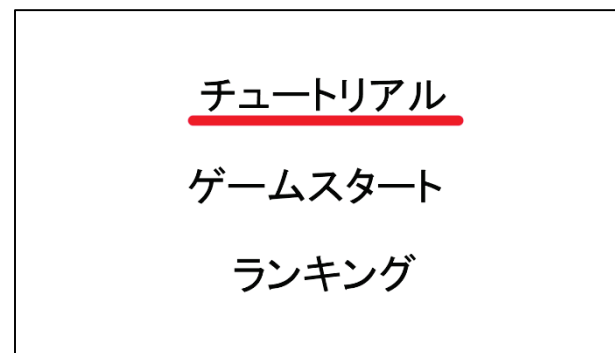 チュートリアル
ゲームスタート
ランキング